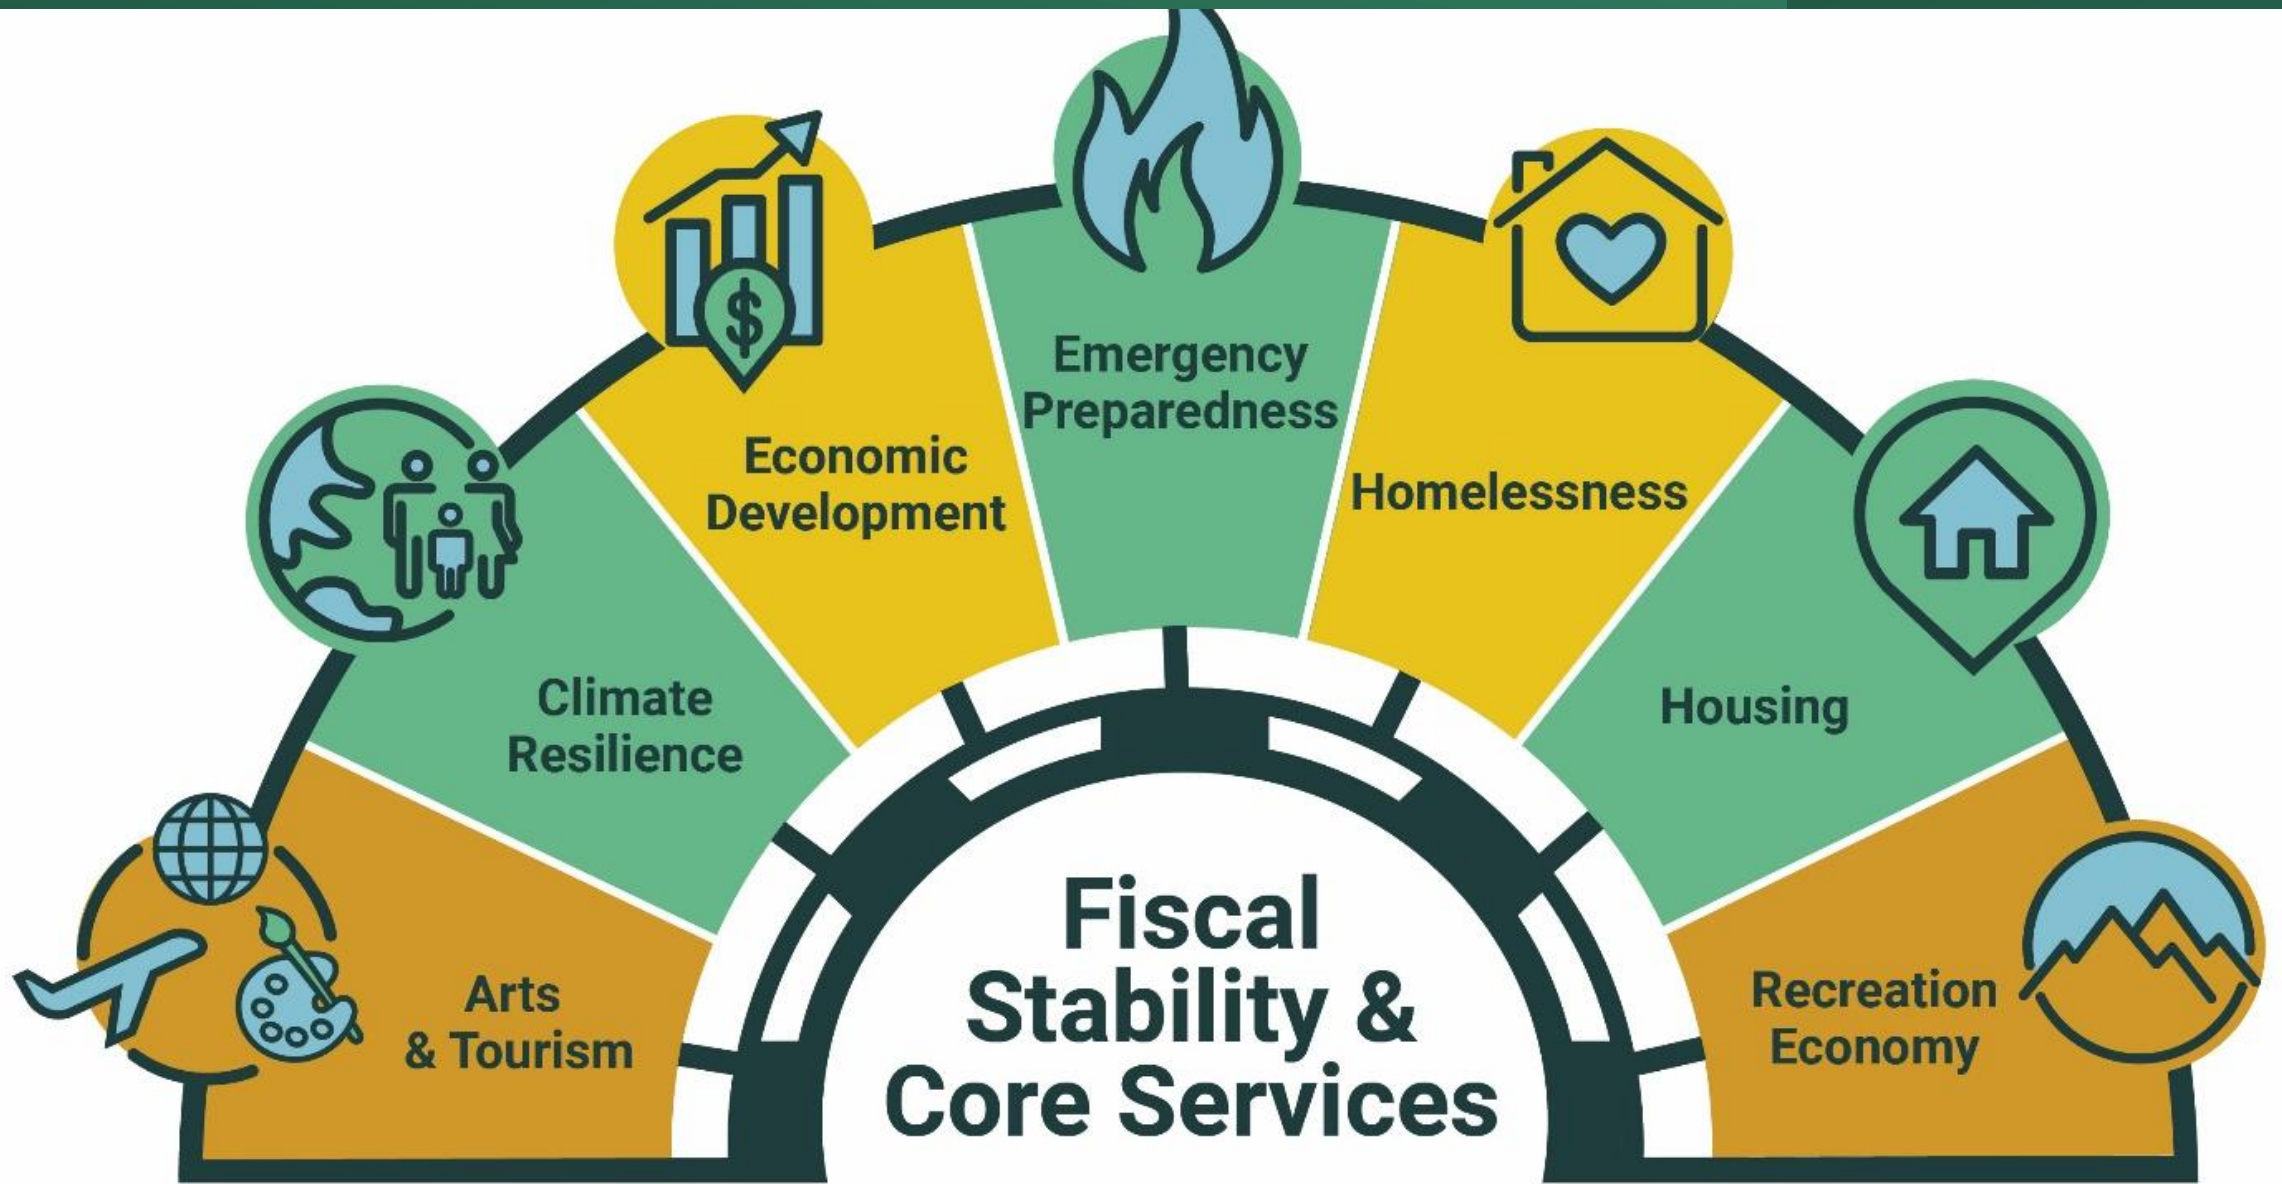 Arts
& Tourism
Climate
Resilience
Economic
Development
$
Emergency
Preparedness
Homelessness
Housing
Recreation
Economy
Fiscal
Stability &
Core Services